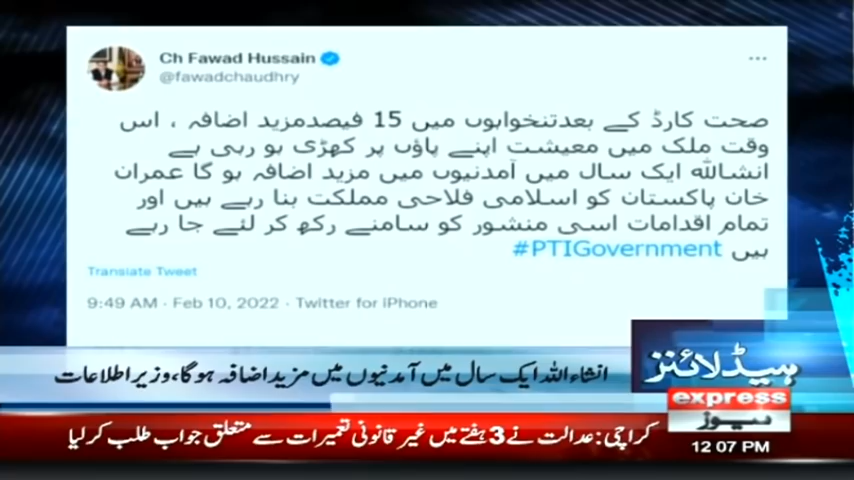 Ch Fawad Hussain
@fawadchaudhry
صحت کارڈ کے بعدتنخوابوں میں 15 فیصدمزید اضافہ ، اس
وقت ملک میں معیشت اپنے پاؤں پر کھڑی ہو رہی ہے
انشاﷲ ایک سال میں آمدنیوں میں مزید اضافہ ہو گا عمران
خان پاکستان کو اسلامی فلاحی مملکت بنا رہے ہیں اور
تمام اقدامات اسی منشور کو سامنے رکھ کر لئے جا رہے
ہیں #PTIGovernment
Translate Tweet
9:49 AM · Feb 10, 2022 · Twitter for iPhone
انشاء اللہ ایک سال میں آمدنیوں میں مزید اضافہ ہوگا، وزیر اطلاعات
ہیڈلائنز
express
نیوز
کراچی: عدالت نے 3 ہفتے میں غیر قانونی تعمیرات سے متعلق جواب طلب کرلیا
12:07 PM